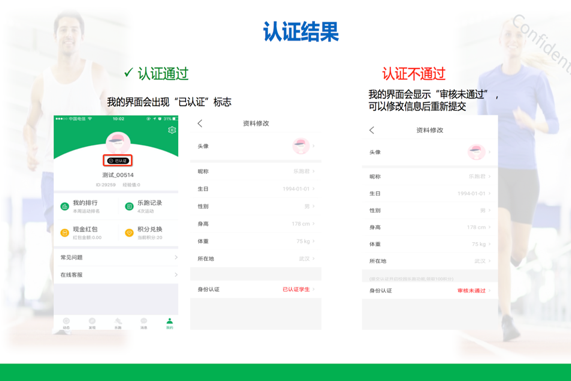 认证结果
Confident
✓ 认证通过
我的界面会出现“已认证”标志
认证不通过
我的界面会显示“审核未通过”，
可以修改信息后重新提交
已认证
测试_00514
我的排行
乐跑记录
现金红包
积分兑换
常见问题
在线客服
资料修改
头像
昵称
生日 1994-01-01
性别 男
身高 178 cm
体重 75 kg
所在地 武汉
身份认证 已认证学生
资料修改
头像
昵称
生日 1994-01-01
性别 男
身高 178 cm
体重 75 kg
所在地 武汉
身份认证 审核未通过